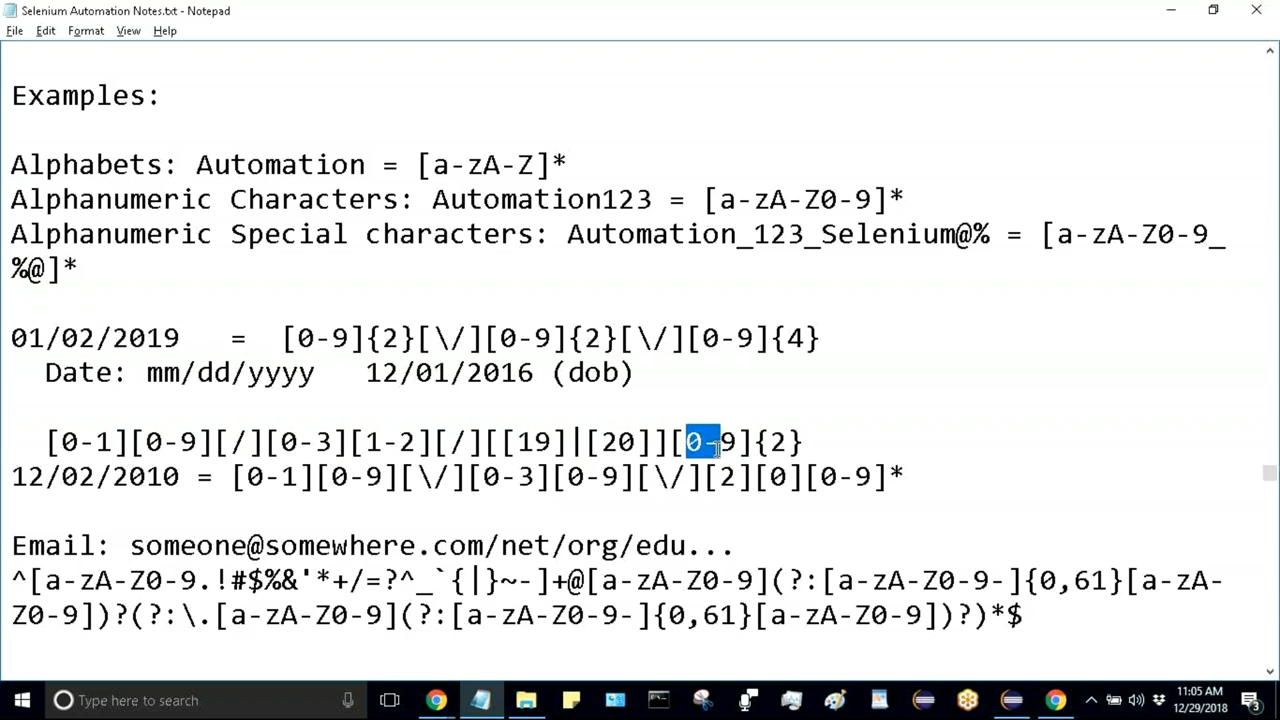 Selenium Automation Notes.txt - Notepad
File Edit Format View Help
Examples:
Alphabets: Automation = [a-zA-Z]*
Alphanumeric Characters: Automation123 = [a-zA-Z0-9]*
Alphanumeric Special characters: Automation_123_Selenium@% = [a-zA-Z0-9_
%@]*
01/02/2019   =  [0-9]{2}[\/][0-9]{2}[\/][0-9]{4}
Date: mm/dd/yyyy   12/01/2016 (dob)
[0-1][0-9][/][0-3][1-2][/][[19]|[20]][0-9]{2}
12/02/2010 = [0-1][0-9][\/][0-3][0-9][\/][2][0][0-9]*
Email: someone@somewhere.com/net/org/edu...
^[a-zA-Z0-9.!#$%&'*+/=?^_`{|}~-]+@[a-zA-Z0-9](?:[a-zA-Z0-9-]{0,61}[a-zA-
Z0-9])?(?:\.[a-zA-Z0-9](?:[a-zA-Z0-9-]{0,61}[a-zA-Z0-9])?)*$
Type here to search
11:05 AM
12/29/2018
3